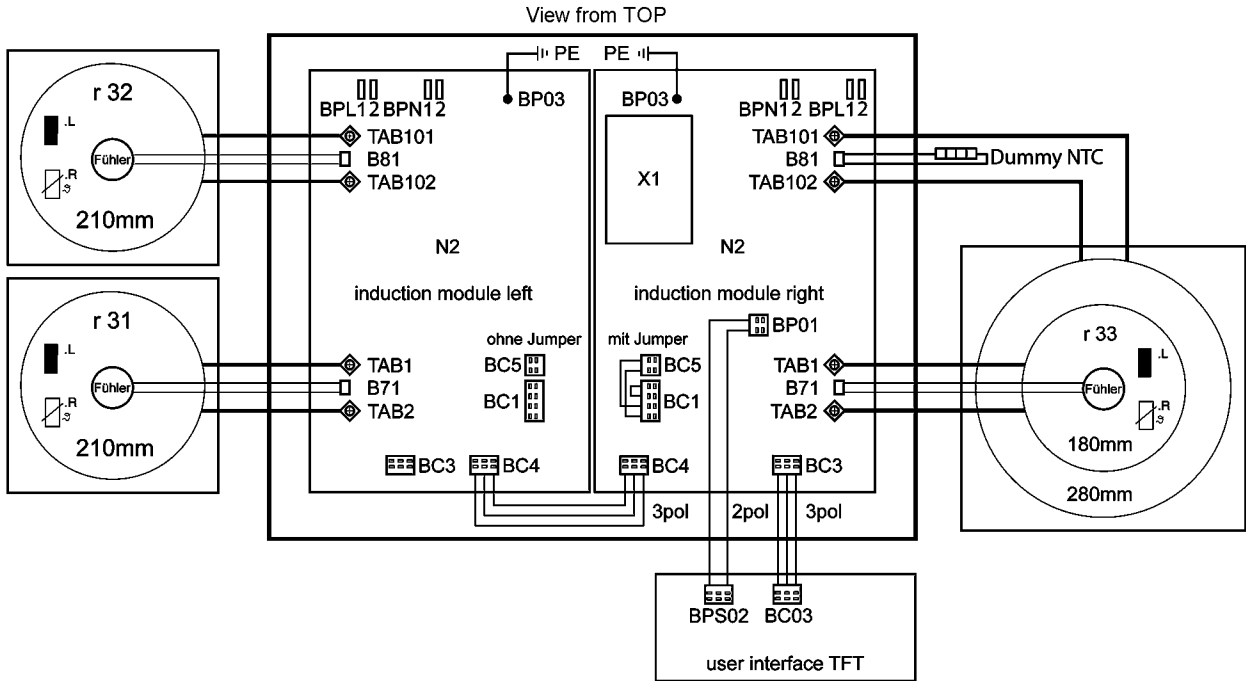 View from TOP
PE PE
r 32
BPL12 BPN12
BP03
BP03
BPN12 BPL12
.L
Fühler
.R
ϑ
210mm
TAB101
B81
TAB102
X1
TAB101
B81
TAB102
Dummy NTC
N2
N2
induction module left
induction module right
r 31
.L
Fühler
.R
ϑ
210mm
TAB1
B71
TAB2
ohne Jumper
BC5
BC1
mit Jumper
BC5
BC1
BP01
TAB1
B71
TAB2
r 33
.L
Fühler
.R
ϑ
180mm
280mm
BC3
BC4
BC4
BC3
3pol
2pol
3pol
BPS02 BC03
user interface TFT